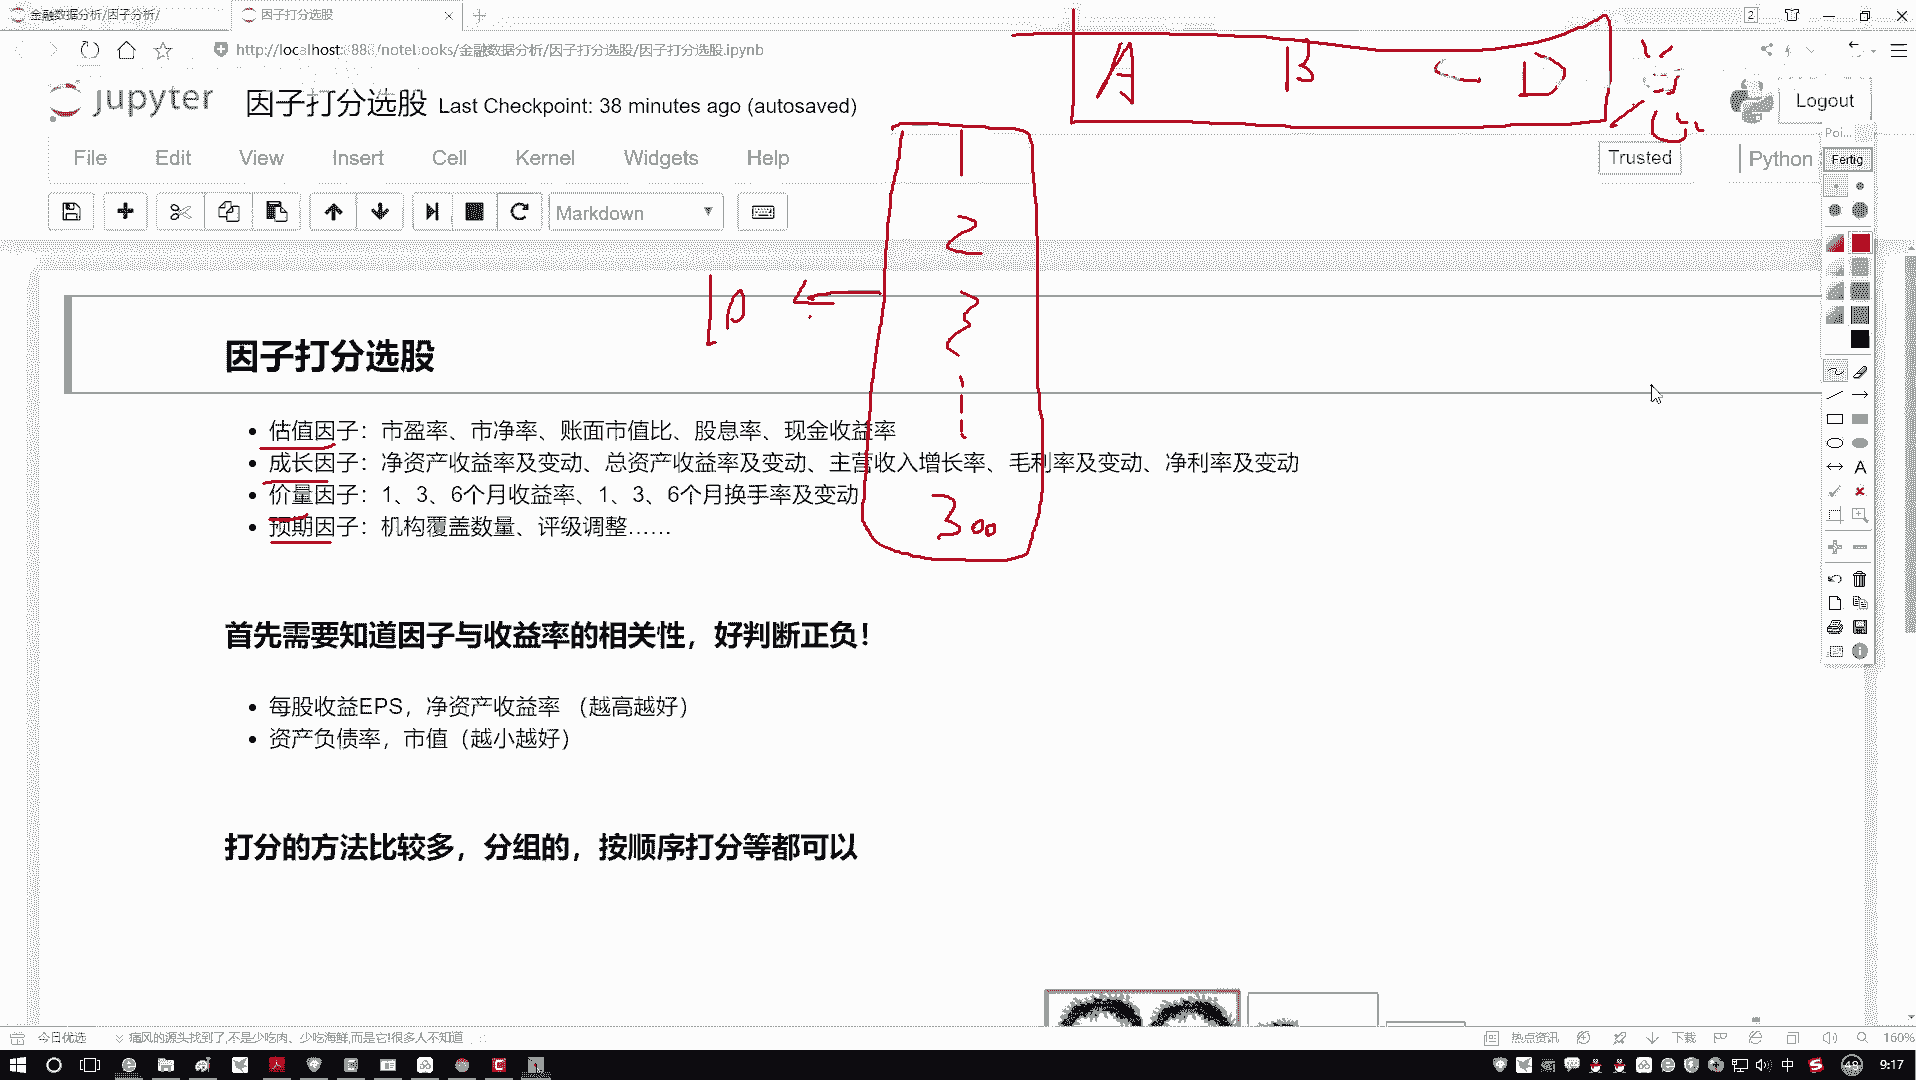 金融数据分析/因子分析/
因子打分选股
2
http://localhost:888/notebooks/金融数据分析/因子打分选股/因子打分选股.ipynb
A B C D
jupyter 因子打分选股 Last Checkpoint: 38 minutes ago (autosaved)
Logout
File Edit View Insert Cell Kernel Widgets Help
Trusted
Python
Poi...
Fertig
Markdown
1
2
3
300
10
因子打分选股
估值因子：市盈率、市净率、账面市值比、股息率、现金收益率
成长因子：净资产收益率及变动、总资产收益率及变动、主营收入增长率、毛利率及变动、净利率及变动
价量因子：1、3、6个月收益率、1、3、6个月换手率及变动
预期因子：机构覆盖数量、评级调整……
首先需要知道因子与收益率的相关性，好判断正负！
每股收益EPS，净资产收益率 （越高越好）
资产负债率，市值（越小越好）
打分的方法比较多，分组的，按顺序打分等都可以
今日优选
痛风的源头找到了,不是少吃肉、少吃海鲜,而是它!很多人不知道
热点资讯
下载
160%
中
9:17